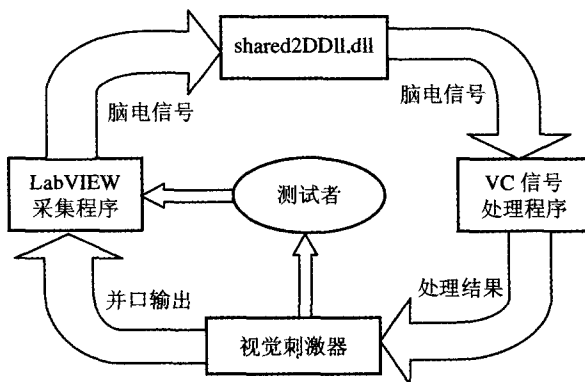 shared2DDll.dll
脑电信号
脑电信号
LabVIEW
采集程序
测试者
VC 信号
处理程序
并口输出
处理结果
视觉刺激器